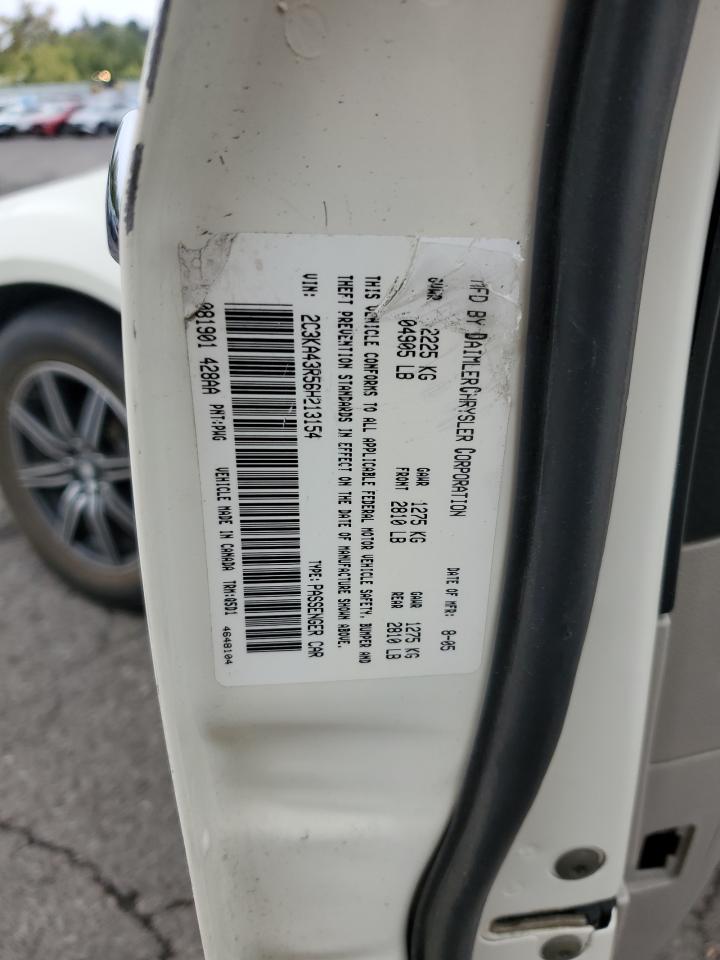 MFD BY DAIMLERCHRYSLER CORPORATION
DATE OF MFR: 8-05
GVWR 2225 KG
04905 LB
GAWR FRONT 1275 KG
2810 LB
GAWR REAR 1275 KG
2810 LB
THIS VEHICLE CONFORMS TO ALL APPLICABLE FEDERAL MOTOR VEHICLE SAFETY, BUMPER AND
THEFT PREVENTION STANDARDS IN EFFECT ON THE DATE OF MANUFACTURE SHOWN ABOVE.
VIN: 2C3KA43R56H213154 TYPE: PASSENGER CAR
081901 428AA PNT:PWG VEHICLE MADE IN CANADA TRM:Q5D1
4648104